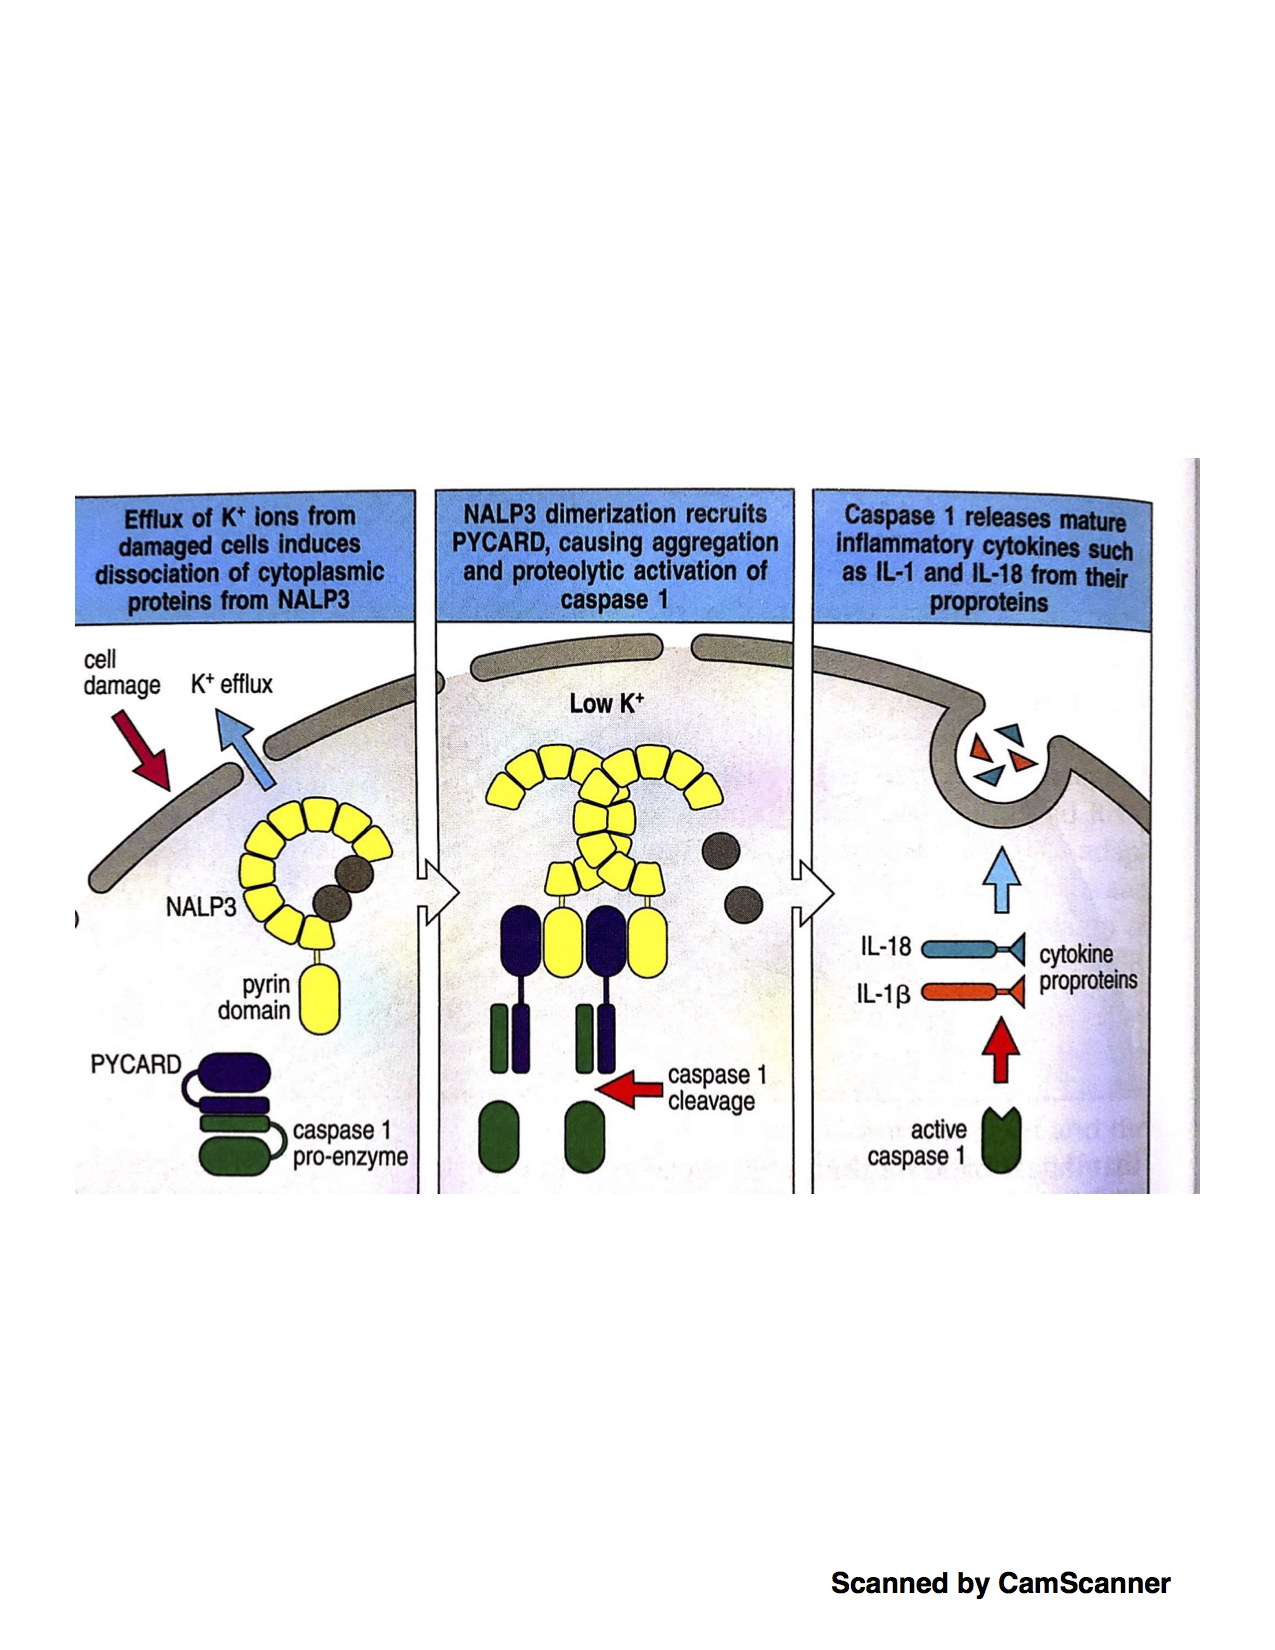 Efflux of K⁺ ions from
damaged cells induces
dissociation of cytoplasmic
proteins from NALP3
cell
damage
K⁺ efflux
NALP3
pyrin
domain
PYCARD
caspase 1
pro-enzyme
NALP3 dimerization recruits
PYCARD, causing aggregation
and proteolytic activation of
caspase 1
Low K⁺
caspase 1
cleavage
Caspase 1 releases mature
inflammatory cytokines such
as IL-1 and IL-18 from their
proproteins
IL-18
IL-1β
cytokine
proproteins
active
caspase 1
Scanned by CamScanner